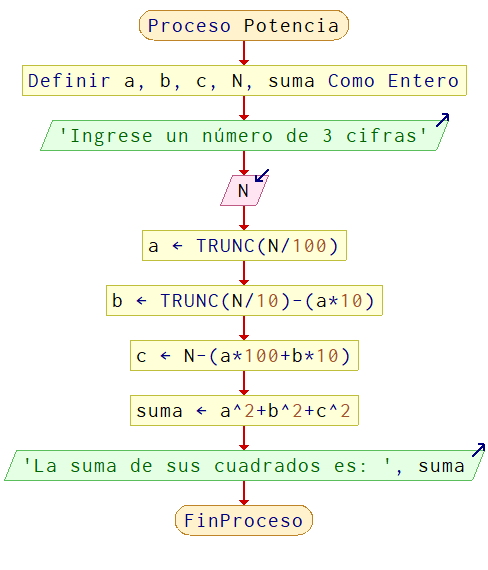 Proceso Potencia
Definir a, b, c, N, suma Como Entero
'Ingrese un número de 3 cifras'
N
a ← TRUNC(N/100)
b ← TRUNC(N/10)-(a*10)
c ← N-(a*100+b*10)
suma ← a^2+b^2+c^2
'La suma de sus cuadrados es: ', suma
FinProceso